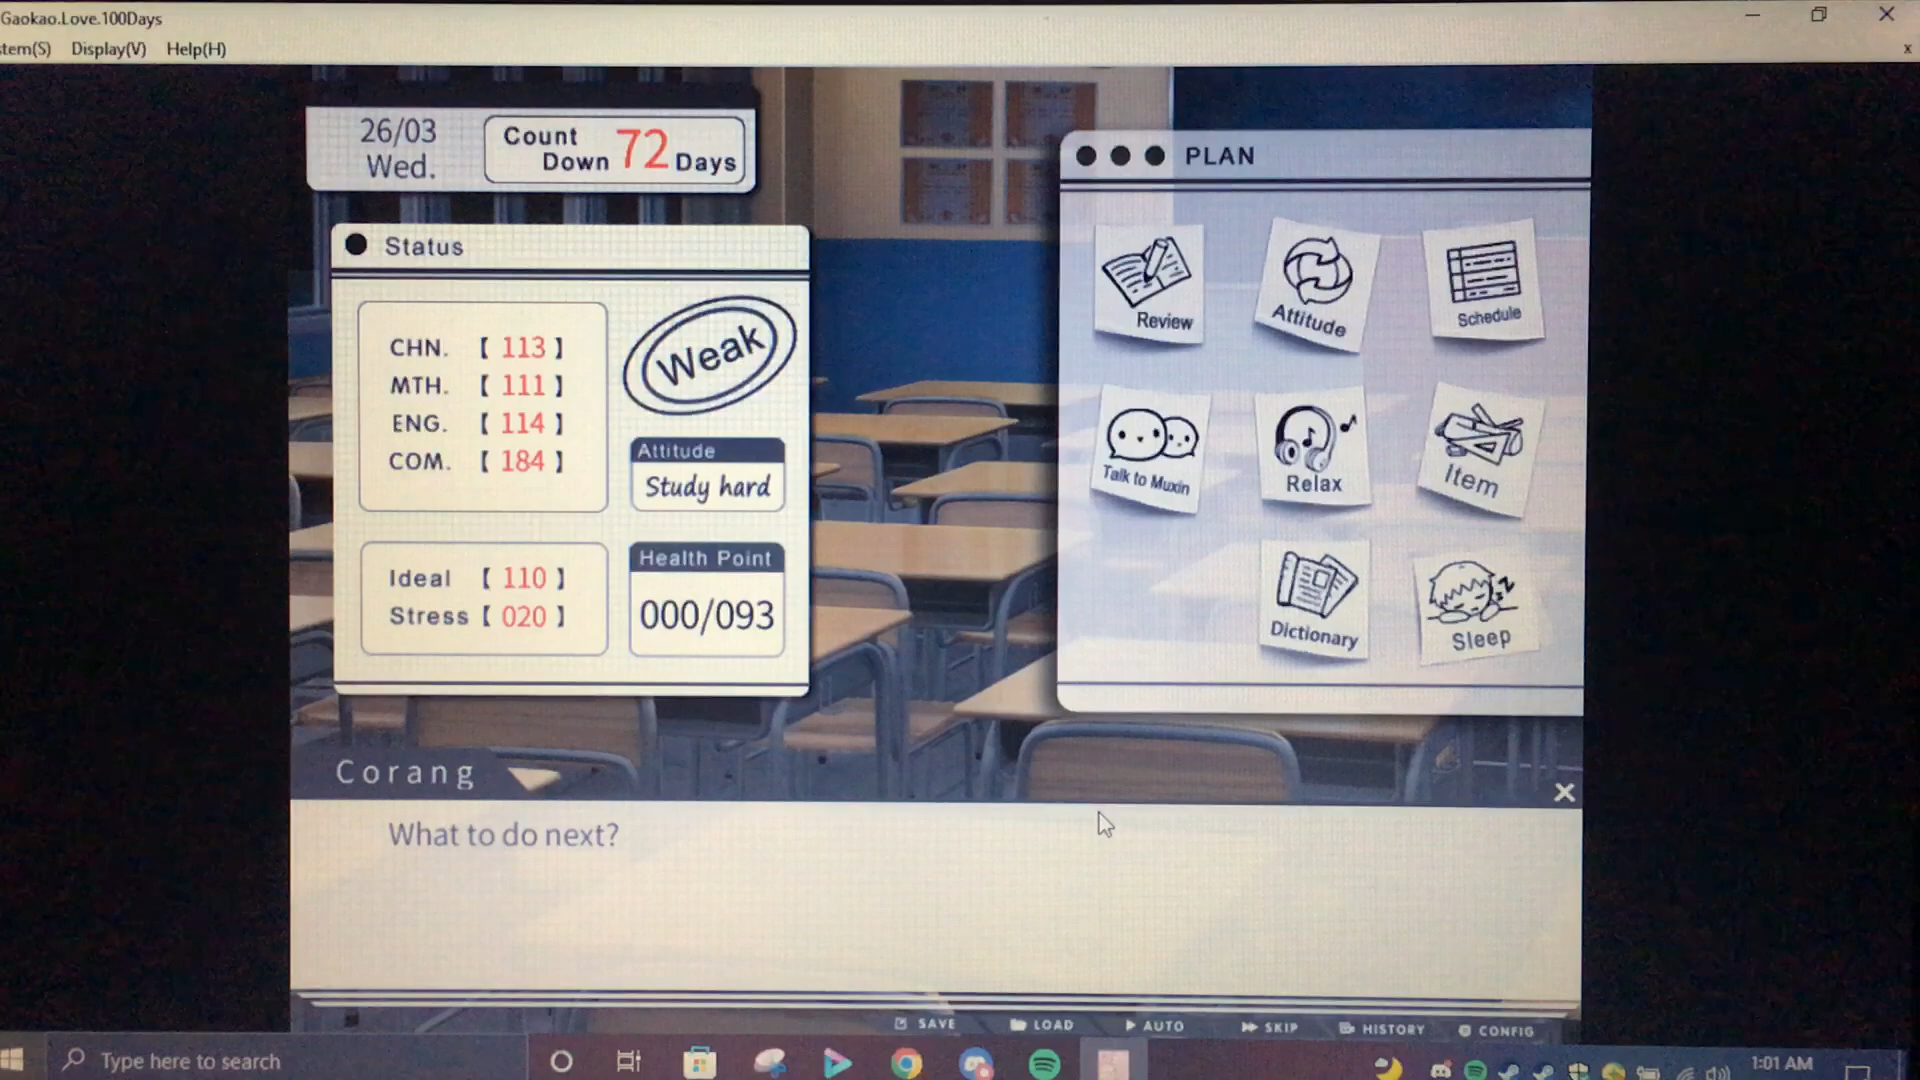 Gaokao.Love.100Days
tem(S) Display(V) Help(H)
x
26/03
Wed.
Count
Down 72 Days
Status
CHN. 【 113 】
MTH. 【 111 】
ENG. 【 114 】
COM. 【 184 】
Weak
Attitude
Study hard
Ideal 【 110 】
Stress 【 020 】
Health Point
000/093
PLAN
Review
Attitude
Schedule
Talk to Muxin
Relax
Item
Dictionary
Sleep
Corang
What to do next?
SAVE LOAD AUTO SKIP HISTORY CONFIG
Type here to search
1:01 AM